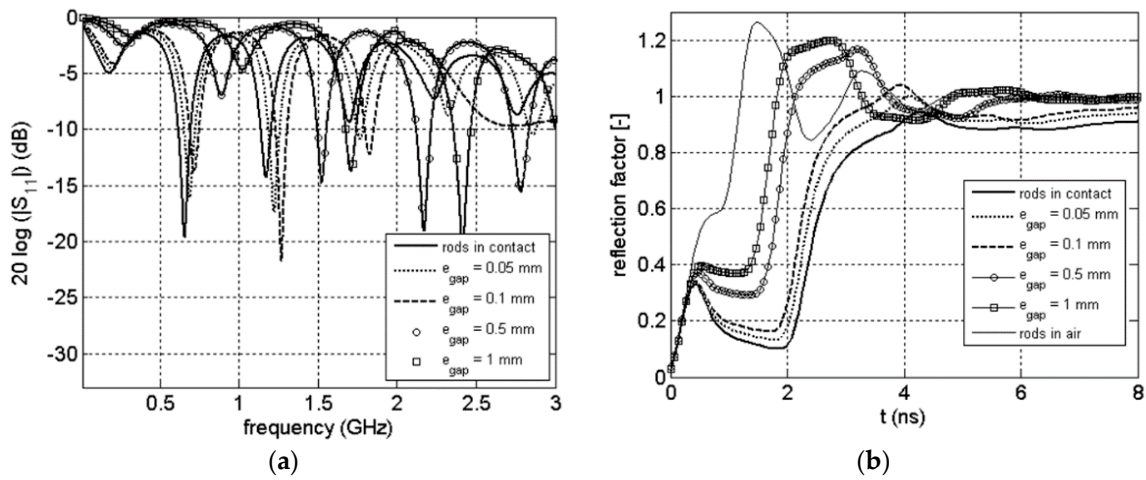 0
-5
-10
-15
-20
-25
-30
20 log (|S11|) (dB)
0.5 1 1.5 2 2.5 3
frequency (GHz)
rods in contact
egap = 0.05 mm
egap = 0.1 mm
egap = 0.5 mm
egap = 1 mm
(a)
1.2
1
0.8
0.6
0.4
0.2
0
reflection factor [-]
0 2 4 6 8
t (ns)
rods in contact
egap = 0.05 mm
egap = 0.1 mm
egap = 0.5 mm
egap = 1 mm
rods in air
(b)